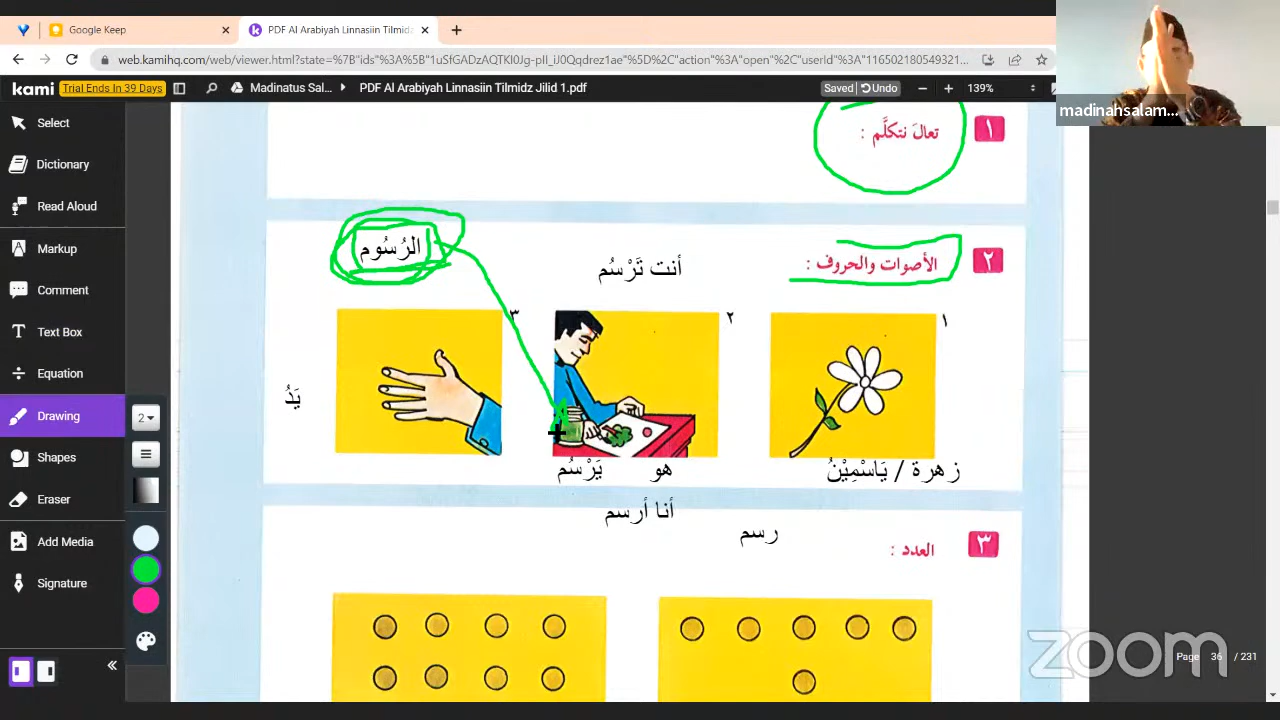 Google Keep
PDF Al Arabiyah Linnasiin Tilmidz
web.kamihq.com/web/viewer.html?state=%7B"ids"%3A%5B"1uSfGADzAQTKl0Jg-pIl_iJ0Qqdrez1ae"%5D%2C"action"%3A"open"%2C"userId"%3A"116502180549321...
kami Trial Ends In 39 Days Madinatus Sal... PDF Al Arabiyah Linnasiin Tilmidz Jilid 1.pdf Saved Undo 139%
madinahsalam...
Select
Dictionary
Read Aloud
Markup
Comment
Text Box
Equation
Drawing
Shapes
Eraser
Add Media
Signature
2
١ تعالَ نتكلَّم :
٢ الأصوات والحروف :
الرُسُوم
أنت تَرْسُم
١
٢
٣
يَدُ
زهرة / يَاسْمِيْنُ
هو يَرْسُم
أنا أرسم
رسم
٣ العدد :
zoom
Page 36 / 231